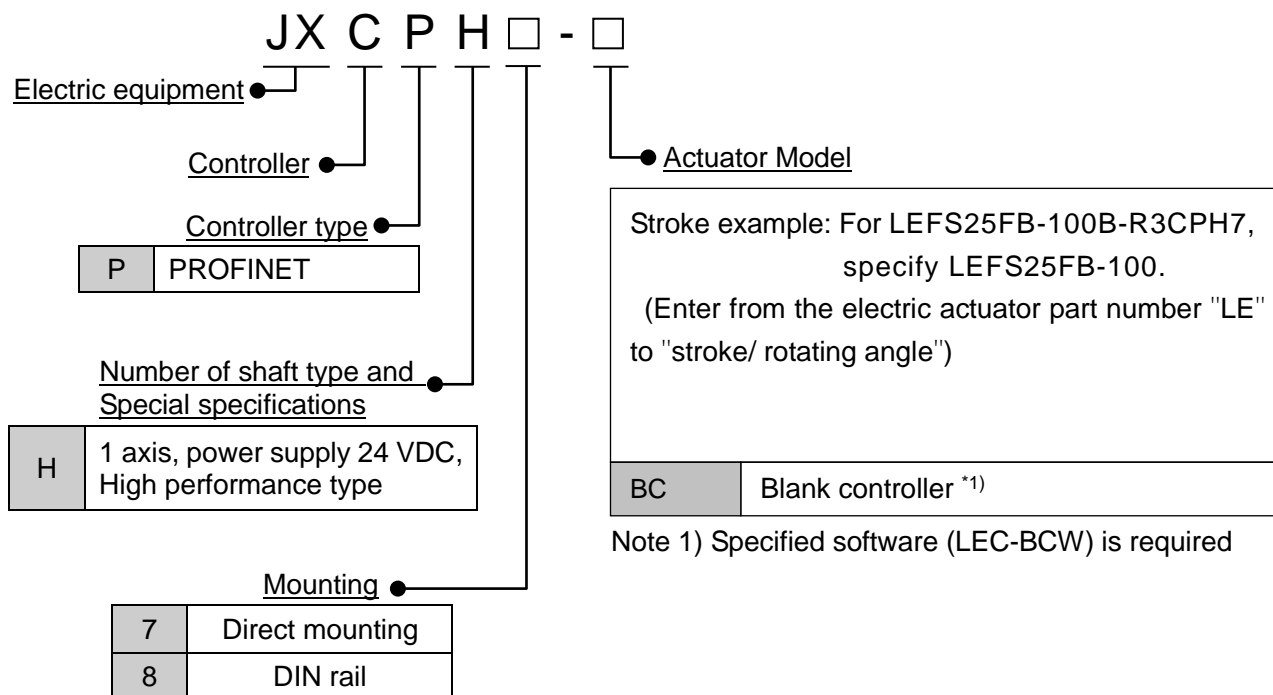 JX C P H □ - □
Electric equipment
Controller
Actuator Model
Controller type
P PROFINET
Stroke example: For LEFS25FB-100B-R3CPH7,
specify LEFS25FB-100.
(Enter from the electric actuator part number "LE"
to "stroke/ rotating angle")
Number of shaft type and
Special specifications
H 1 axis, power supply 24 VDC,
High performance type
BC Blank controller *1)
Note 1) Specified software (LEC-BCW) is required
Mounting
7 Direct mounting
8 DIN rail